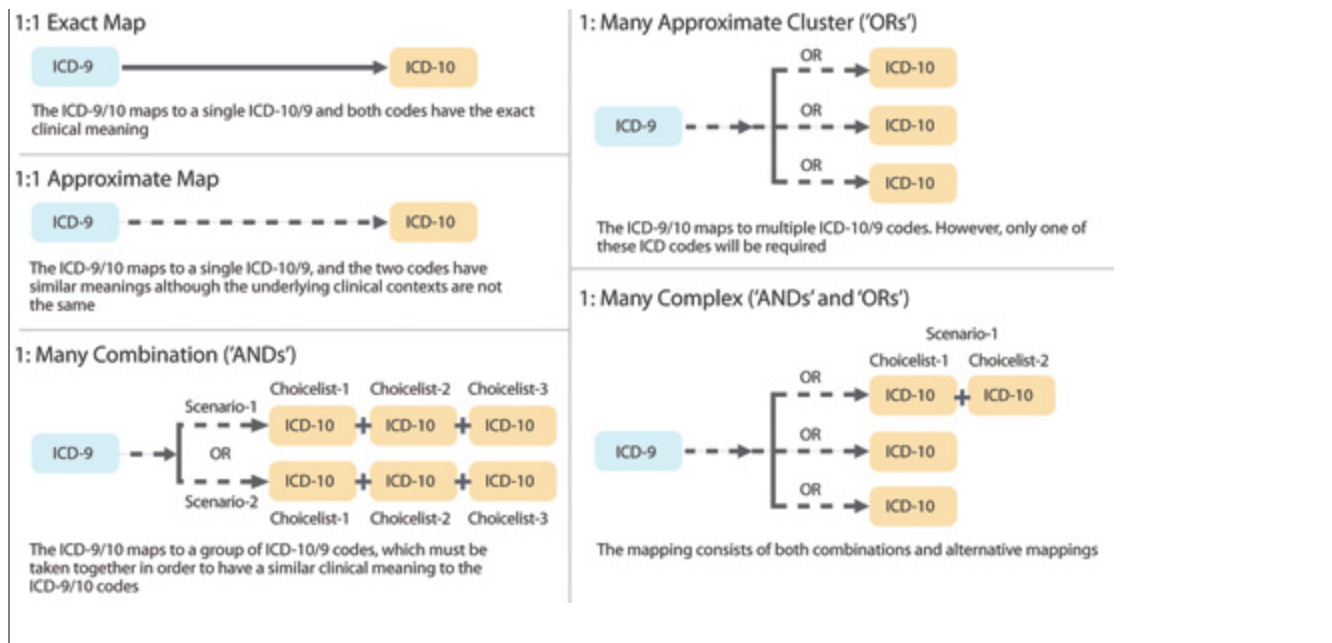 1:1 Exact Map
ICD-9
ICD-10
The ICD-9/10 maps to a single ICD-10/9 and both codes have the exact
clinical meaning
1:1 Approximate Map
ICD-9
ICD-10
The ICD-9/10 maps to a single ICD-10/9, and the two codes have
similar meanings although the underlying clinical contexts are not
the same
1: Many Combination ('ANDs')
Choicelist-1 Choicelist-2 Choicelist-3
Scenario-1
ICD-10 + ICD-10 + ICD-10
ICD-9
OR
ICD-10 + ICD-10 + ICD-10
Scenario-2
Choicelist-1 Choicelist-2 Choicelist-3
The ICD-9/10 maps to a group of ICD-10/9 codes, which must be
taken together in order to have a similar clinical meaning to the
ICD-9/10 codes
1: Many Approximate Cluster ('ORs')
OR
ICD-10
OR
ICD-9
ICD-10
OR
ICD-10
The ICD-9/10 maps to multiple ICD-10/9 codes. However, only one of
these ICD codes will be required
1: Many Complex ('ANDs' and 'ORs')
Scenario-1
Choicelist-1 Choicelist-2
OR
ICD-10 + ICD-10
OR
ICD-9
ICD-10
OR
ICD-10
The mapping consists of both combinations and alternative mappings